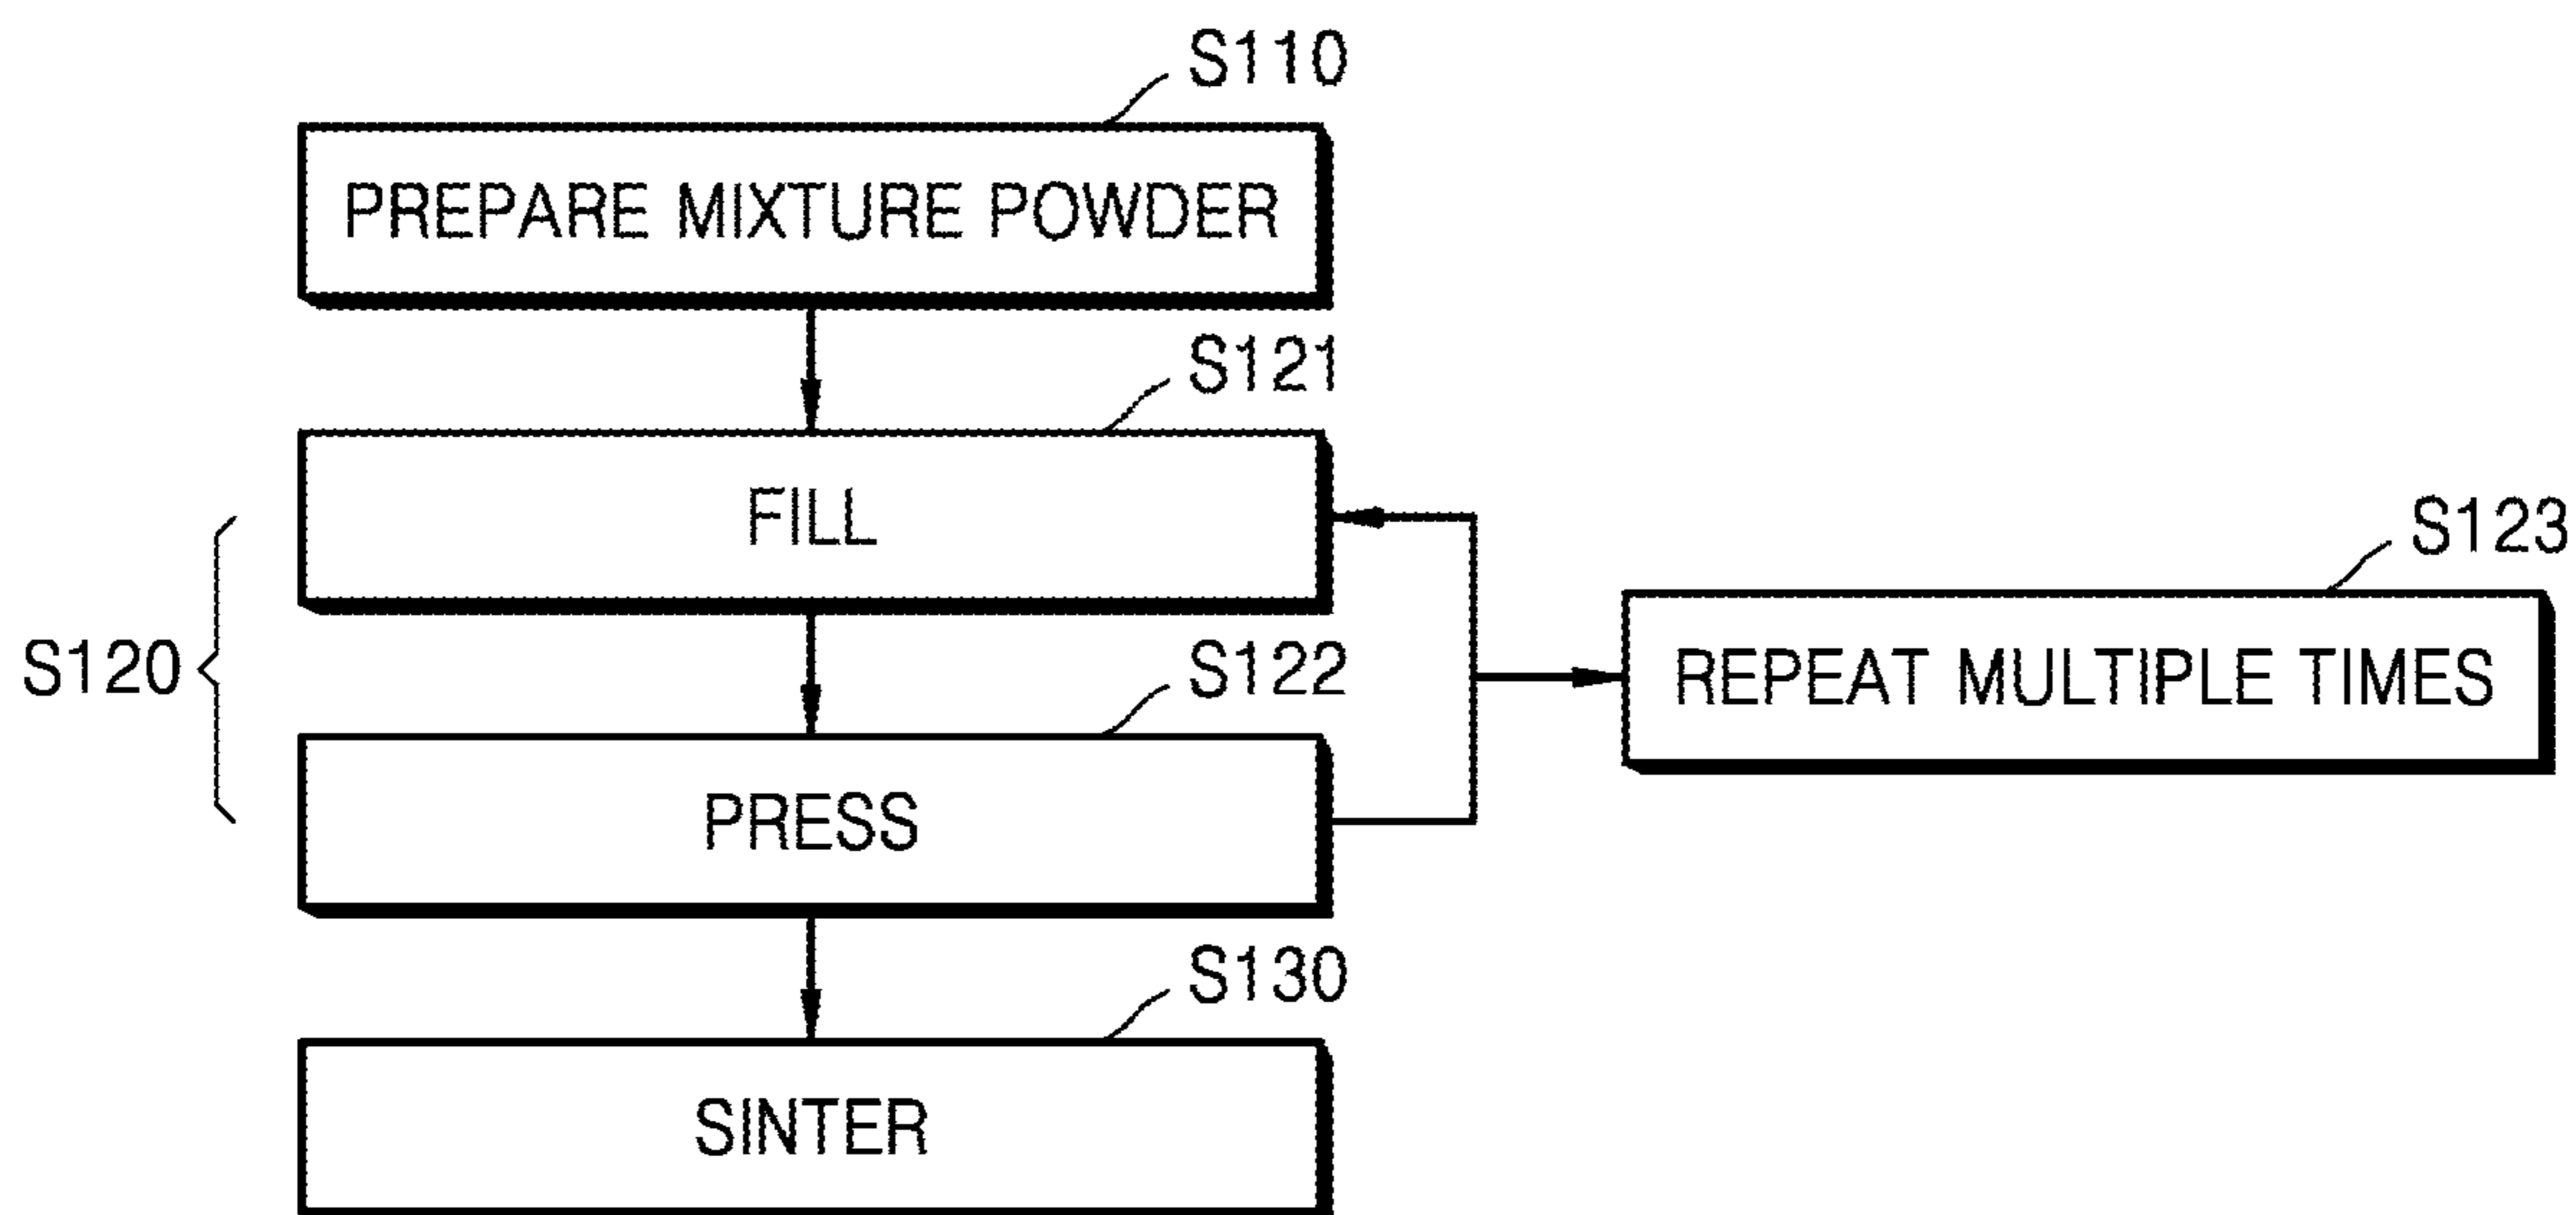 S110
PREPARE MIXTURE POWDER
S121
FILL
S123
S120
S122
REPEAT MULTIPLE TIMES
PRESS
S130
SINTER